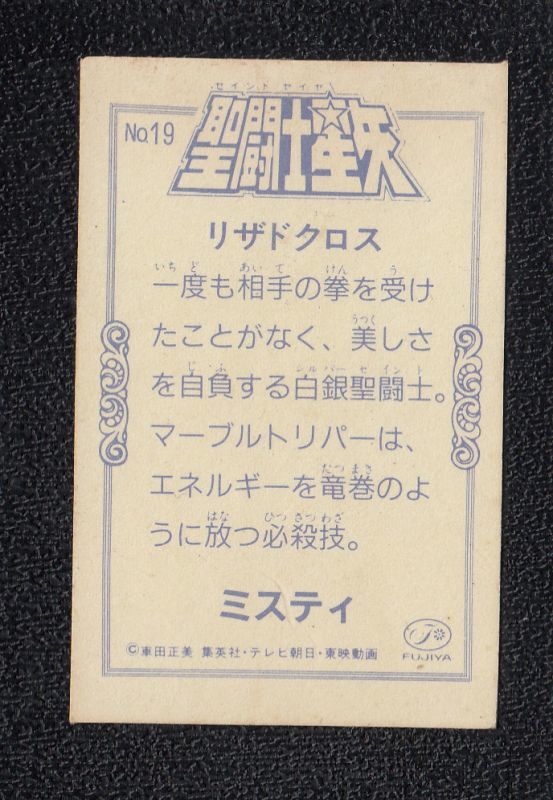 セイント セイヤ
No.19
聖闘士星矢
リザドクロス
いちど あいて けん う
一度も相手の拳を受け
うつく
たことがなく、美しさ
じふ シルバーセイント
を自負する白銀聖闘士。
マーブルトリパーは、
たつまさ
エネルギーを竜巻のよ
はな ひつさつわざ
うに放つ必殺技。
ミスティ
©車田正美 集英社・テレビ朝日・東映動画
FUJIYA